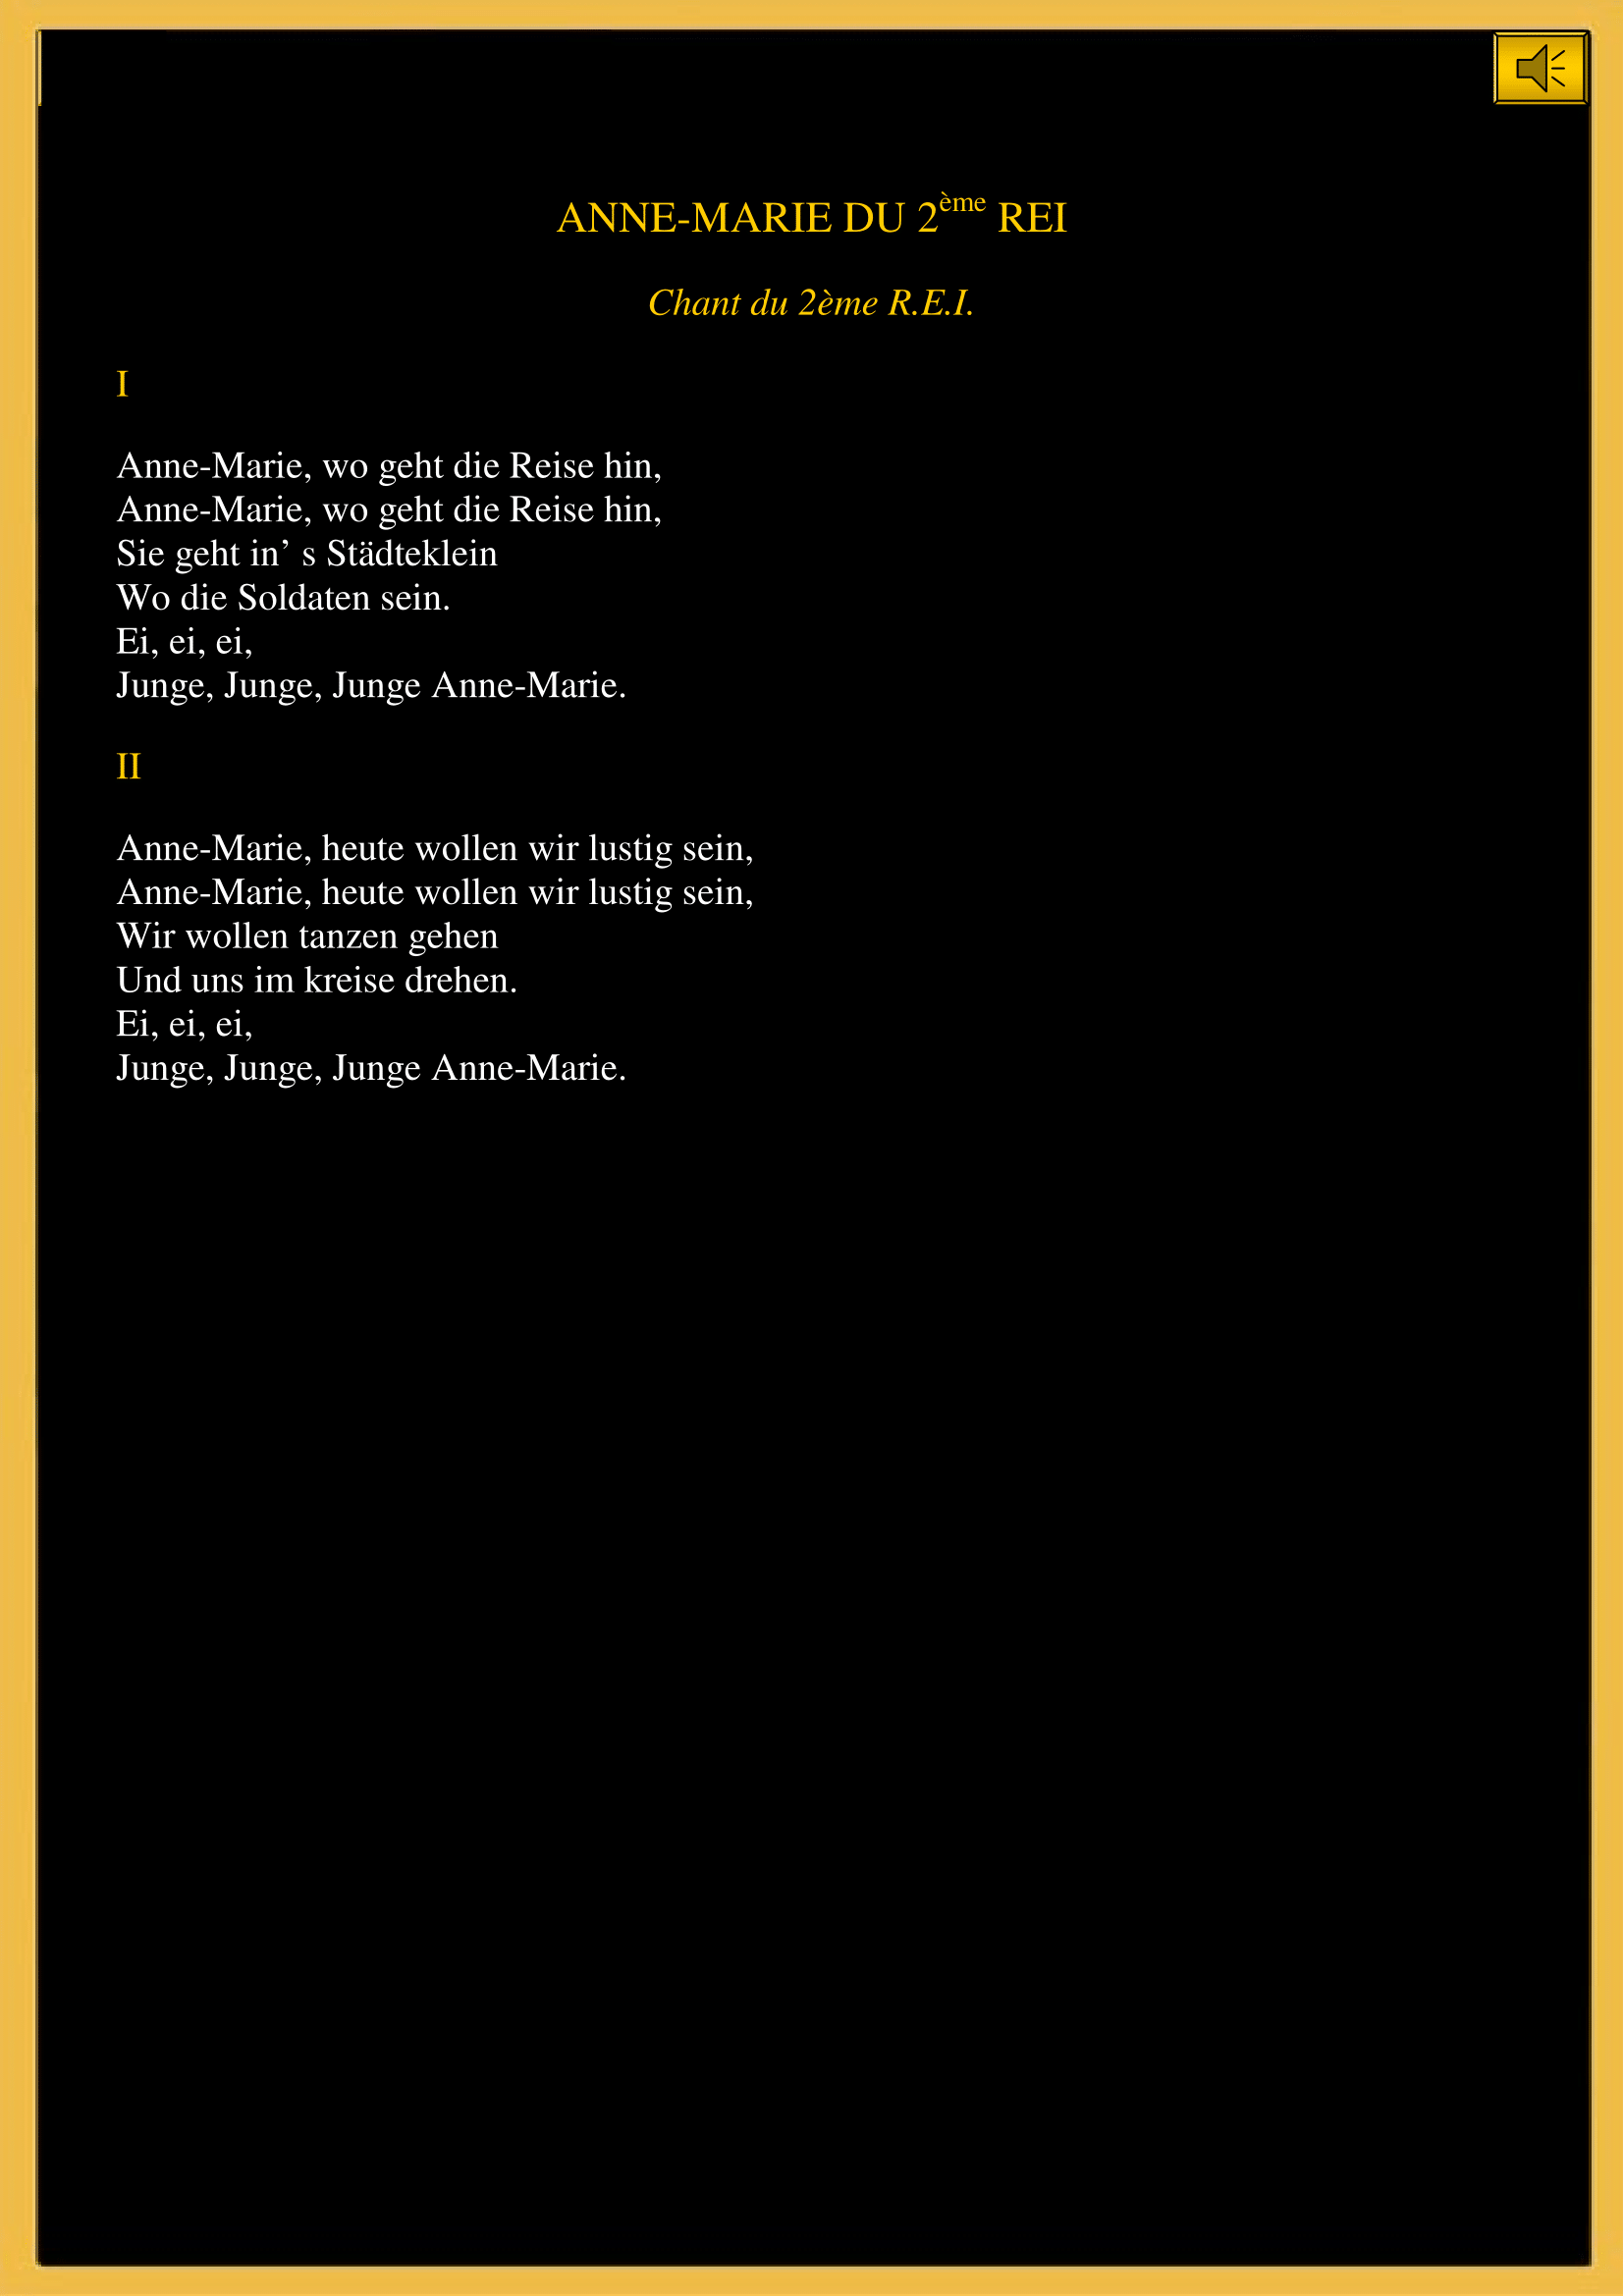 ANNE-MARIE DU 2ème REI
Chant du 2ème R.E.I.
I
Anne-Marie, wo geht die Reise hin,
Anne-Marie, wo geht die Reise hin,
Sie geht in’ s Städteklein
Wo die Soldaten sein.
Ei, ei, ei,
Junge, Junge, Junge Anne-Marie.
II
Anne-Marie, heute wollen wir lustig sein,
Anne-Marie, heute wollen wir lustig sein,
Wir wollen tanzen gehen
Und uns im kreise drehen.
Ei, ei, ei,
Junge, Junge, Junge Anne-Marie.